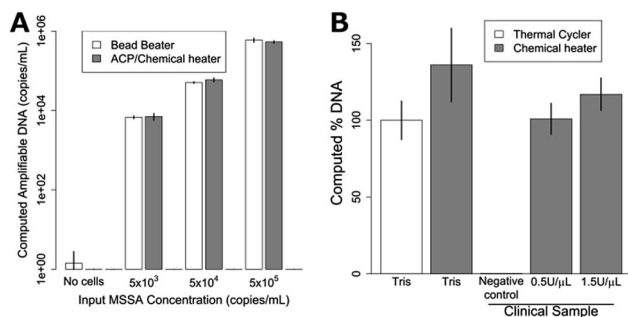 A
Computed Amplifiable DNA (copies/mL)
1e+06
1e+04
1e+02
1e+00
Bead Beater
ACP/Chemical heater
No cells
5x10³
5x10⁴
5x10⁵
Input MSSA Concentration (copies/mL)
B
Computed % DNA
150
100
50
0
Thermal Cycler
Chemical heater
Tris
Tris
Negative
control
0.5U/μL
1.5U/μL
Clinical Sample